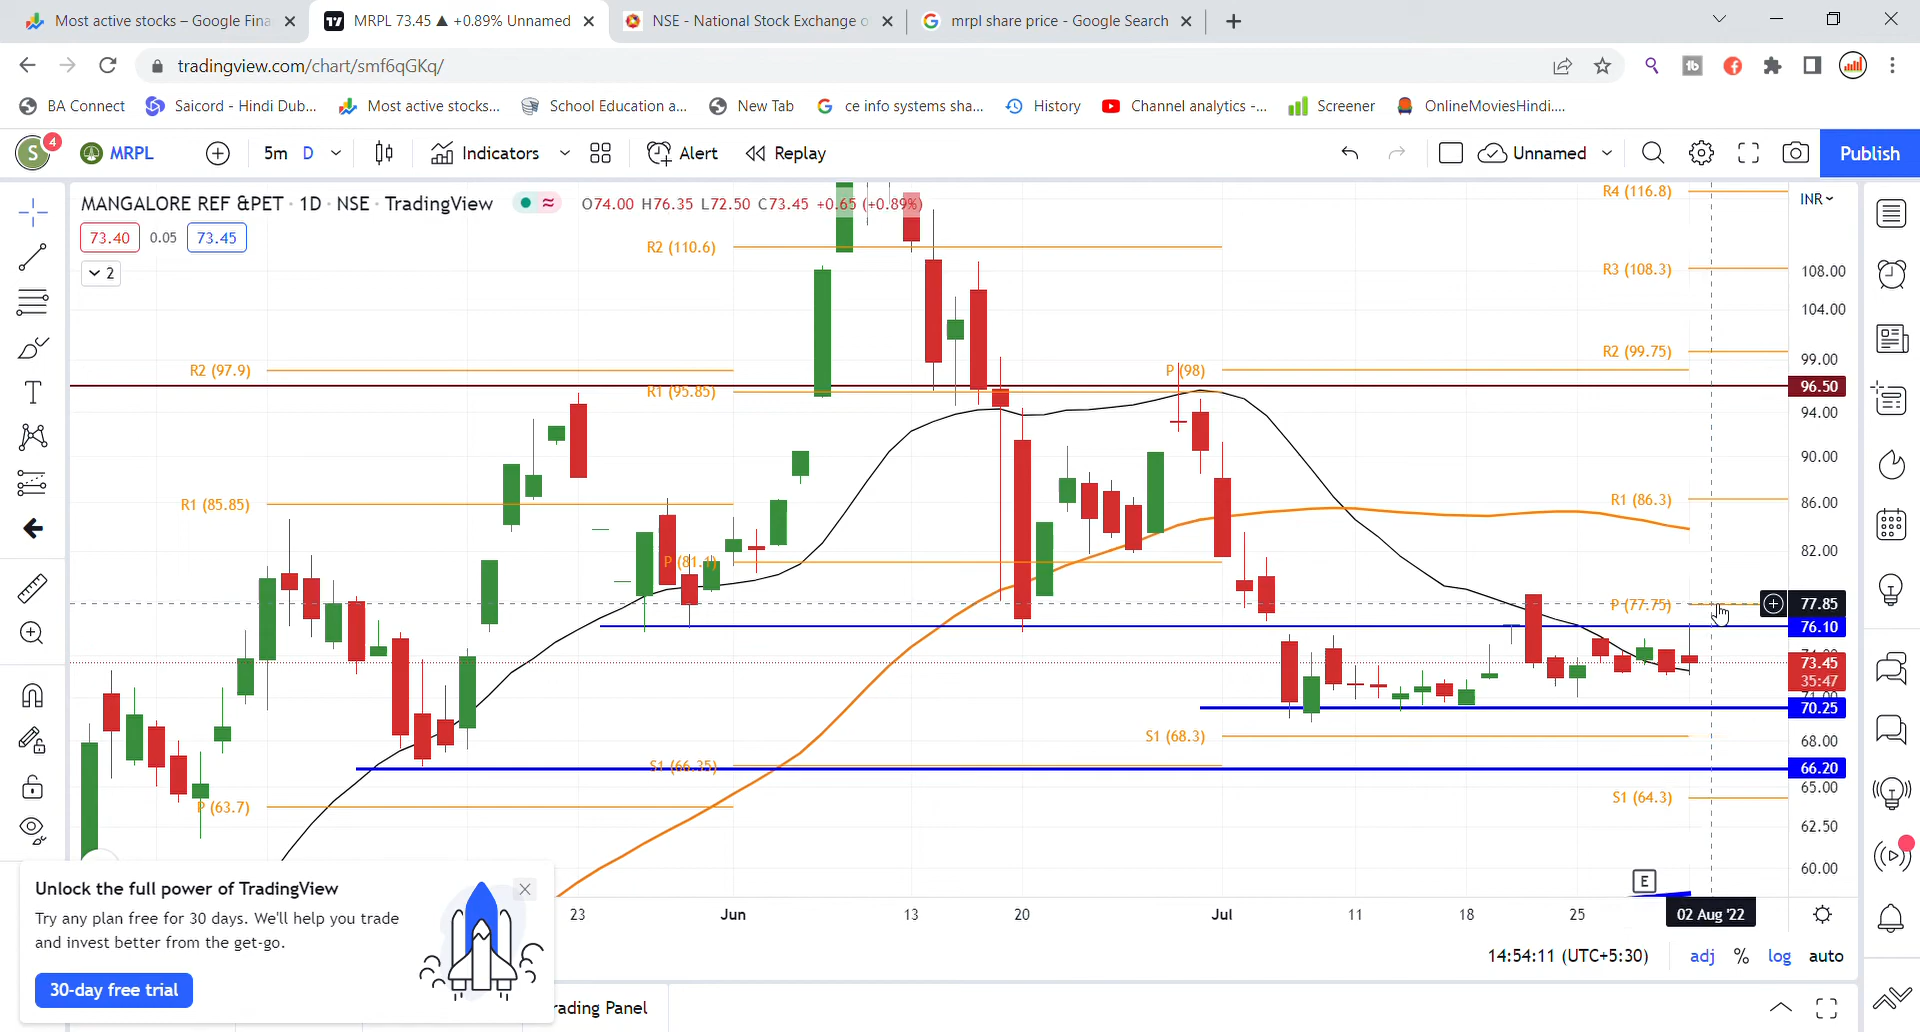 Most active stocks – Google Fina
MRPL 73.45 ▲ +0.89% Unnamed
NSE - National Stock Exchange o
mrpl share price - Google Search
tradingview.com/chart/smf6qGKq/
BA Connect
Saicord - Hindi Dub...
Most active stocks...
School Education a...
New Tab
ce info systems sha...
History
Channel analytics -...
Screener
OnlineMoviesHindi....
S
4
MRPL
5m
D
Indicators
Alert
Replay
Unnamed
Publish
MANGALORE REF &PET · 1D · NSE · TradingView
O74.00 H76.35 L72.50 C73.45 +0.65 (+0.89%)
73.40
0.05
73.45
2
INR
R4 (116.8)
R2 (110.6)
R3 (108.3)
108.00
104.00
R2 (99.75)
99.00
R2 (97.9)
P (98)
R1 (95.85)
96.50
94.00
90.00
R1 (85.85)
R1 (86.3)
86.00
82.00
P (81.1)
P (77.75)
77.85
76.10
74.00
73.45
35:47
71.00
70.25
S1 (68.3)
68.00
S1 (66.35)
66.20
65.00
P (63.7)
S1 (64.3)
62.50
60.00
E
23
Jun
13
20
Jul
11
18
25
02 Aug '22
Unlock the full power of TradingView
Try any plan free for 30 days. We'll help you trade
and invest better from the get-go.
30-day free trial
14:54:11 (UTC+5:30)
adj
%
log
auto
rading Panel